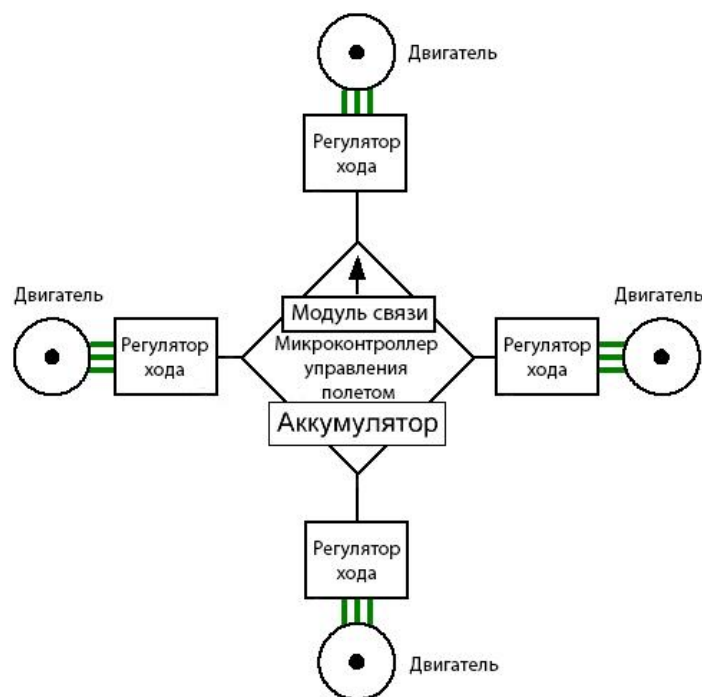 Двигатель
Регулятор
хода
Двигатель
Двигатель
Модуль связи
Регулятор
хода
Микроконтроллер
управления
полетом
Регулятор
хода
Аккумулятор
Регулятор
хода
Двигатель